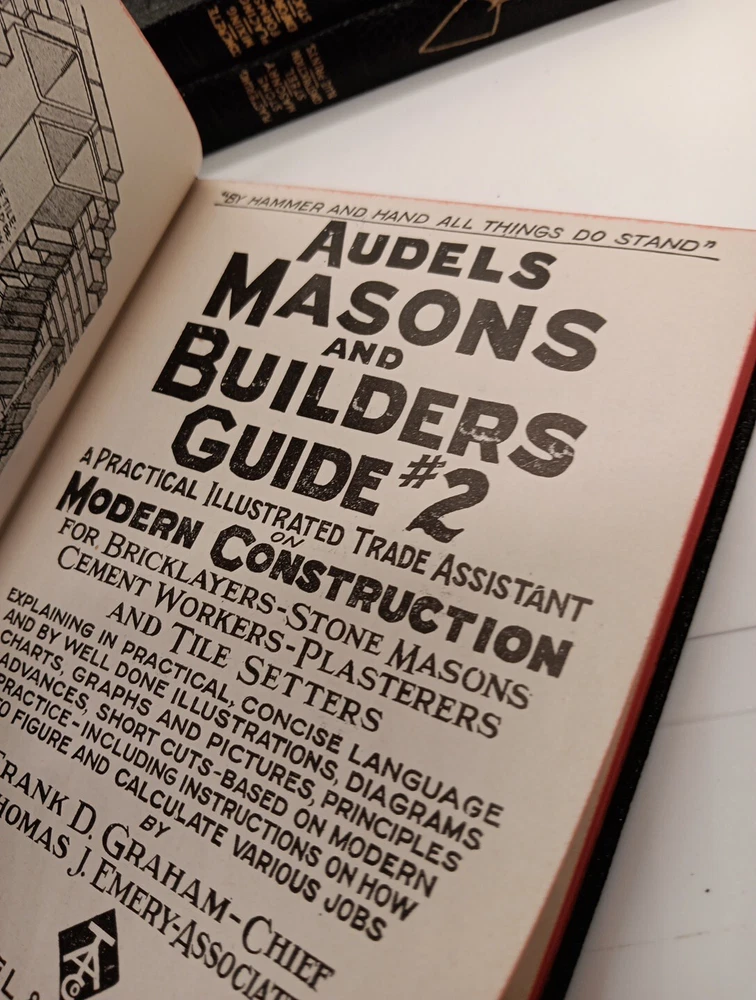 "BY HAMMER AND HAND ALL THINGS DO STAND"
AUDELS
MASONS
AND
BUILDERS
GUIDE #2
A PRACTICAL ILLUSTRATED TRADE ASSISTANT
ON
MODERN CONSTRUCTION
FOR BRICKLAYERS-STONE MASONS
CEMENT WORKERS-PLASTERERS
AND TILE SETTERS
EXPLAINING IN PRACTICAL, CONCISE LANGUAGE
AND BY WELL DONE ILLUSTRATIONS, DIAGRAMS
CHARTS, GRAPHS AND PICTURES, PRINCIPLES
ADVANCES, SHORT CUTS-BASED ON MODERN
PRACTICE-INCLUDING INSTRUCTIONS ON HOW
TO FIGURE AND CALCULATE VARIOUS JOBS
BY
FRANK D. GRAHAM-CHIEF
THOMAS J. EMERY-ASSOCIATE